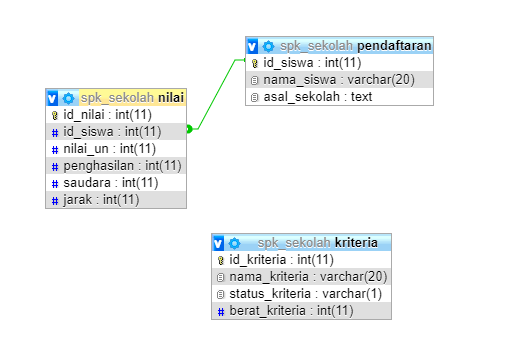 spk_sekolah pendaftaran
id_siswa : int(11)
nama_siswa : varchar(20)
asal_sekolah : text
spk_sekolah nilai
id_nilai : int(11)
id_siswa : int(11)
nilai_un : int(11)
penghasilan : int(11)
saudara : int(11)
jarak : int(11)
spk_sekolah kriteria
id_kriteria : int(11)
nama_kriteria : varchar(20)
status_kriteria : varchar(1)
berat_kriteria : int(11)